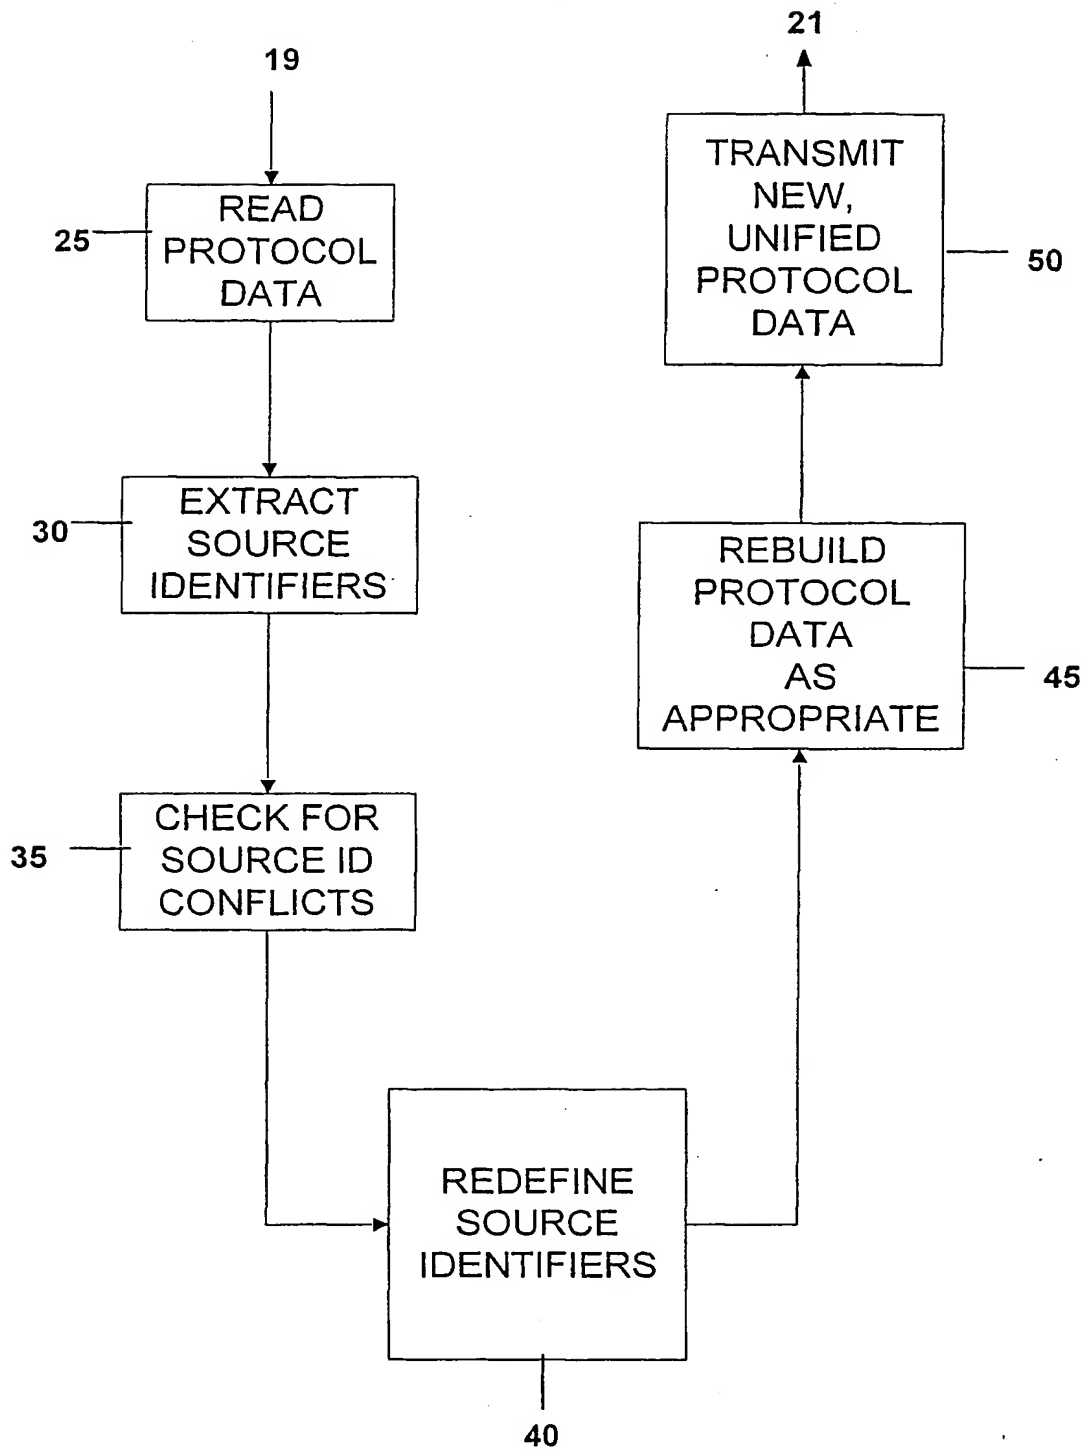 19
25
READ
PROTOCOL
DATA
30
EXTRACT
SOURCE
IDENTIFIERS
35
CHECK FOR
SOURCE ID
CONFLICTS
REDEFINE
SOURCE
IDENTIFIERS
40
REBUILD
PROTOCOL
DATA
AS
APPROPRIATE
45
TRANSMIT
NEW,
UNIFIED
PROTOCOL
DATA
50
21